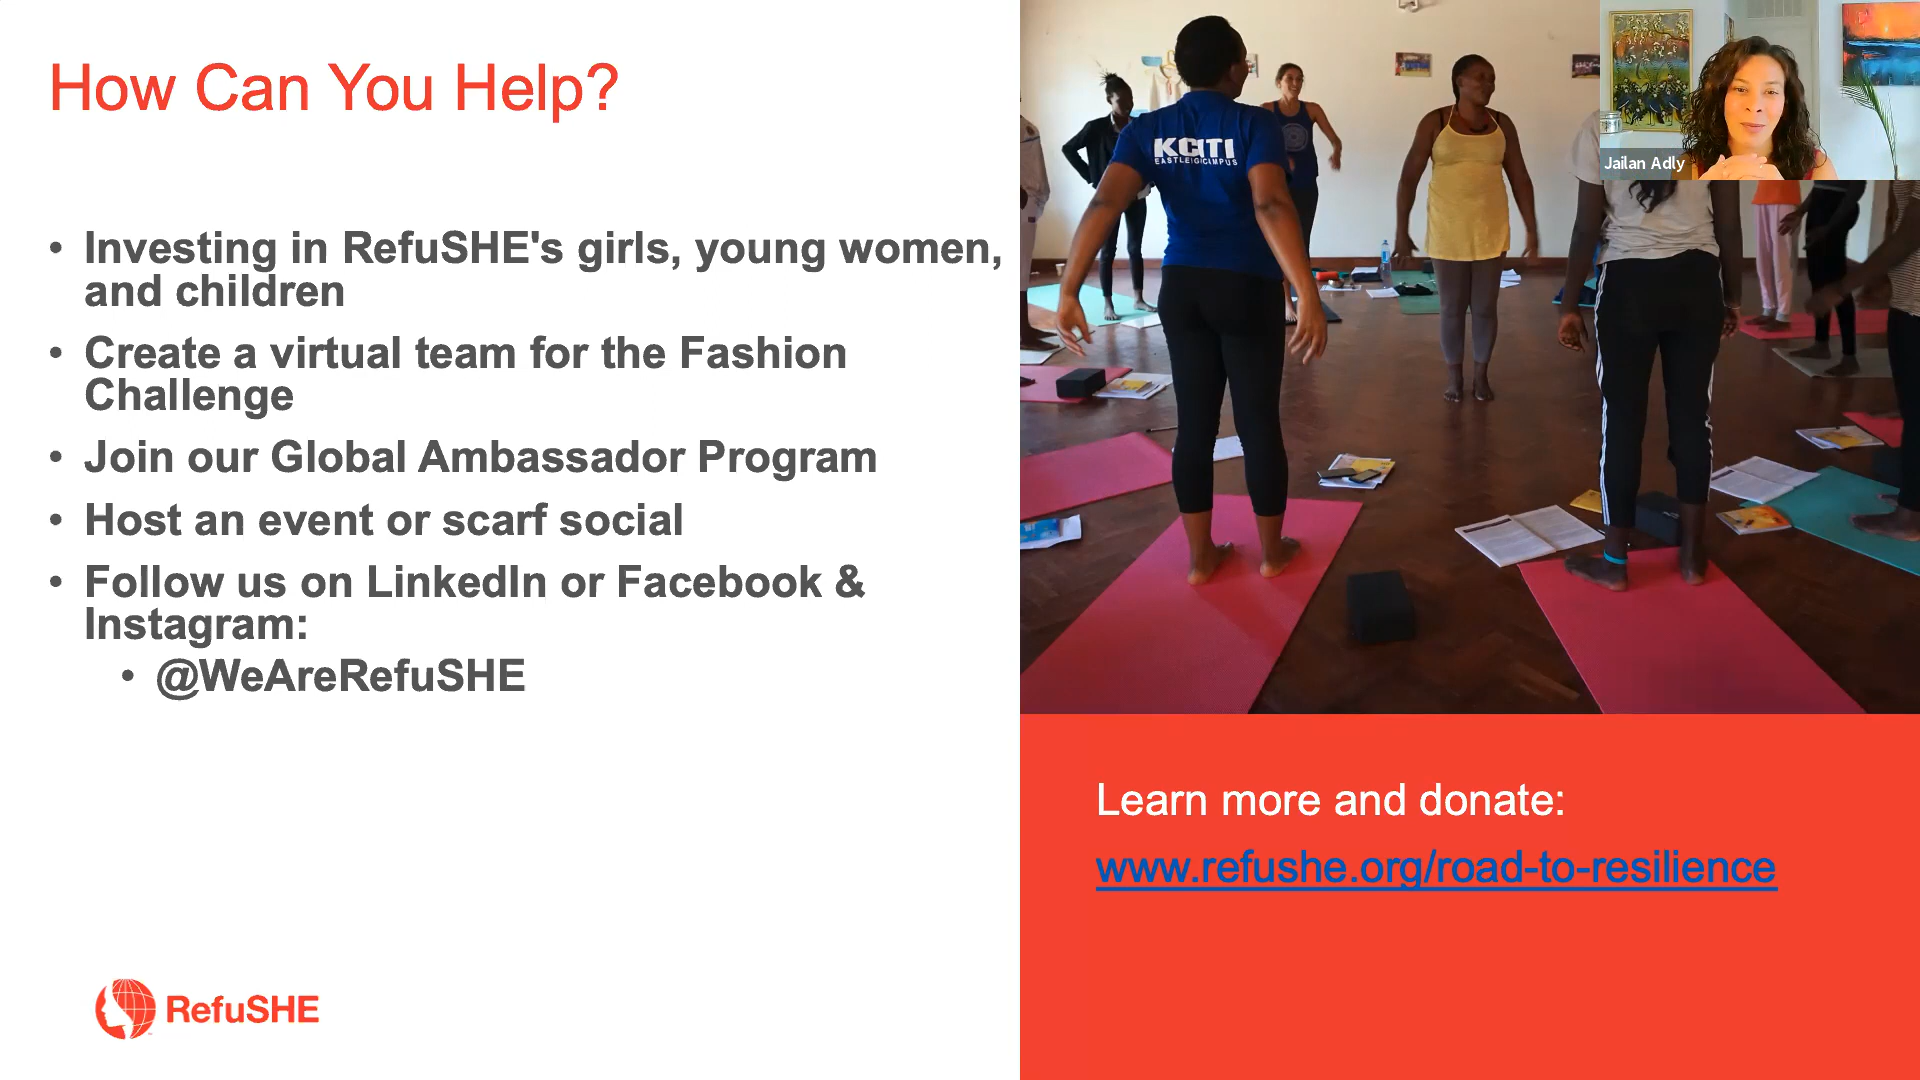 How Can You Help?
• Investing in RefuSHE's girls, young women,
and children
• Create a virtual team for the Fashion
Challenge
• Join our Global Ambassador Program
• Host an event or scarf social
• Follow us on LinkedIn or Facebook &
Instagram:
• @WeAreRefuSHE
RefuSHE
EASTLEIGH CAMPUS
Jailan Adly
Learn more and donate:
www.refushe.org/road-to-resilience